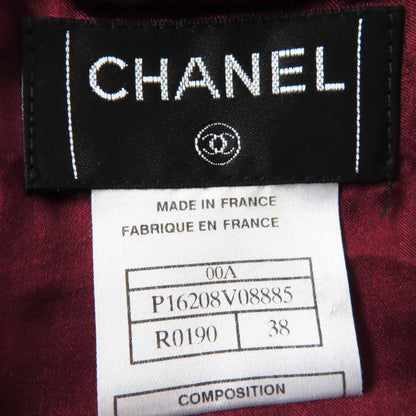 CHANEL
MADE IN FRANCE
FABRIQUE EN FRANCE
00A
P16208V08885
R0190 38
COMPOSITION